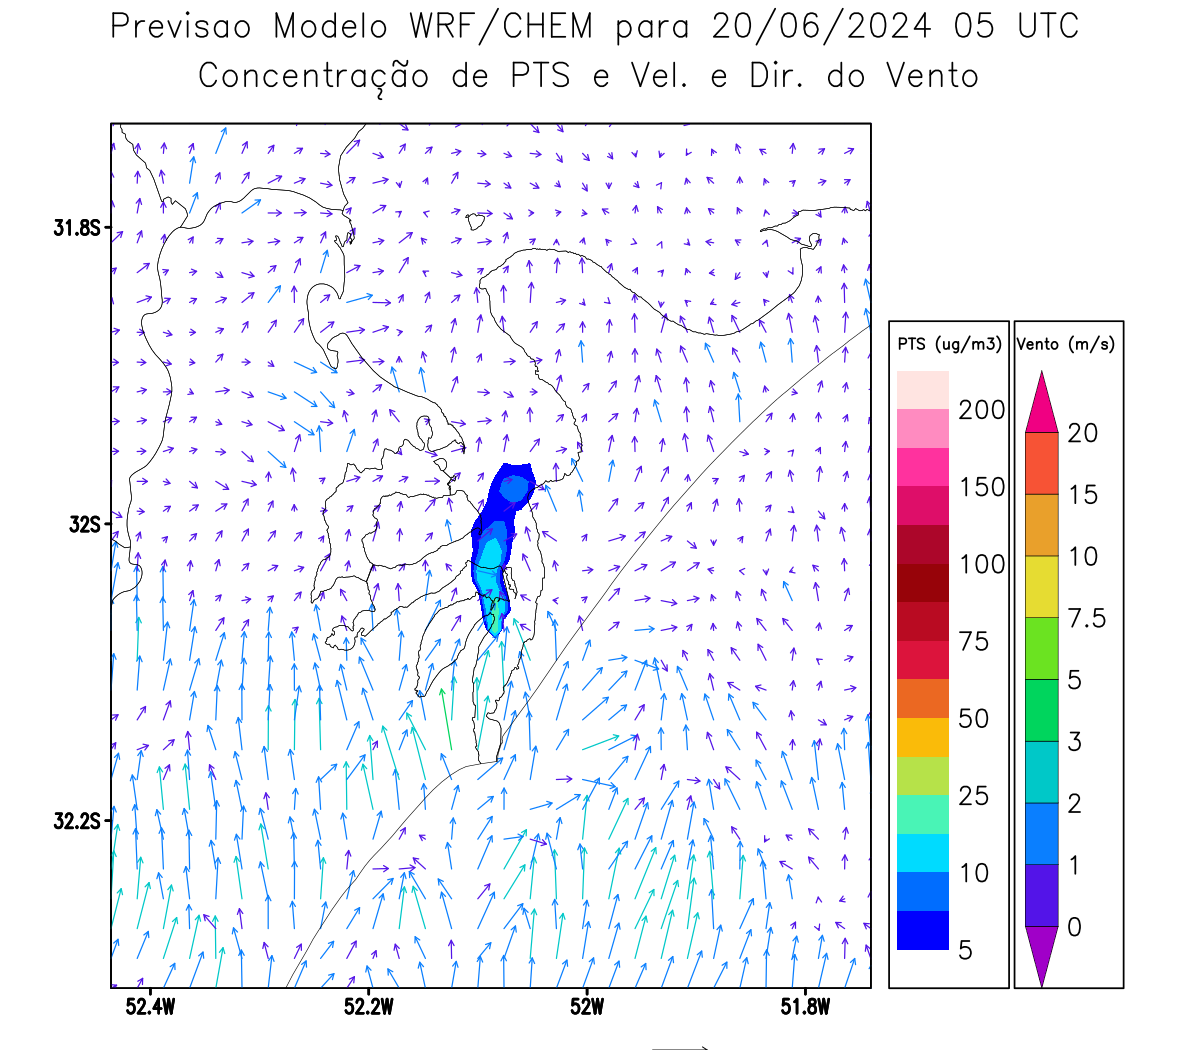 Previsao Modelo WRF/CHEM para 20/06/2024 05 UTC
Concentração de PTS e Vel. e Dir. do Vento
31.8S
32S
32.2S
52.4W
52.2W
52W
51.8W
PTS (ug/m3)
200
150
100
75
50
25
10
5
Vento (m/s)
20
15
10
7.5
5
3
2
1
0